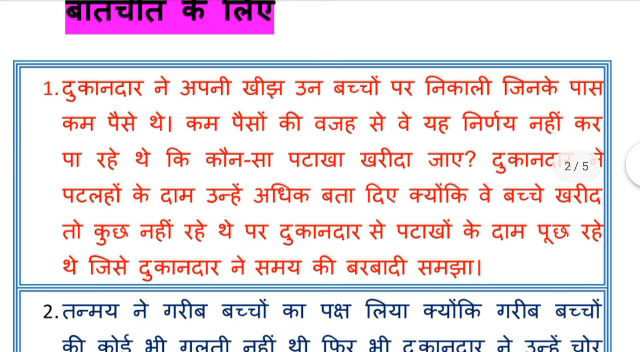 बातचीत के लिए
1. दुकानदार ने अपनी खीझ उन बच्चों पर निकाली जिनके पास
कम पैसे थे। कम पैसों की वजह से वे यह निर्णय नहीं कर
पा रहे थे कि कौन-सा पटाखा खरीदा जाए? दुकानदार ने
2 / 5
पटलहों के दाम उन्हें अधिक बता दिए क्योंकि वे बच्चे खरीद
तो कुछ नहीं रहे थे पर दुकानदार से पटाखों के दाम पूछ रहे
थे जिसे दुकानदार ने समय की बरबादी समझा।
2. तन्मय ने गरीब बच्चों का पक्ष लिया क्योंकि गरीब बच्चों
की कोई भी गलती नहीं थी फिर भी दुकानदार ने उन्हें चोर